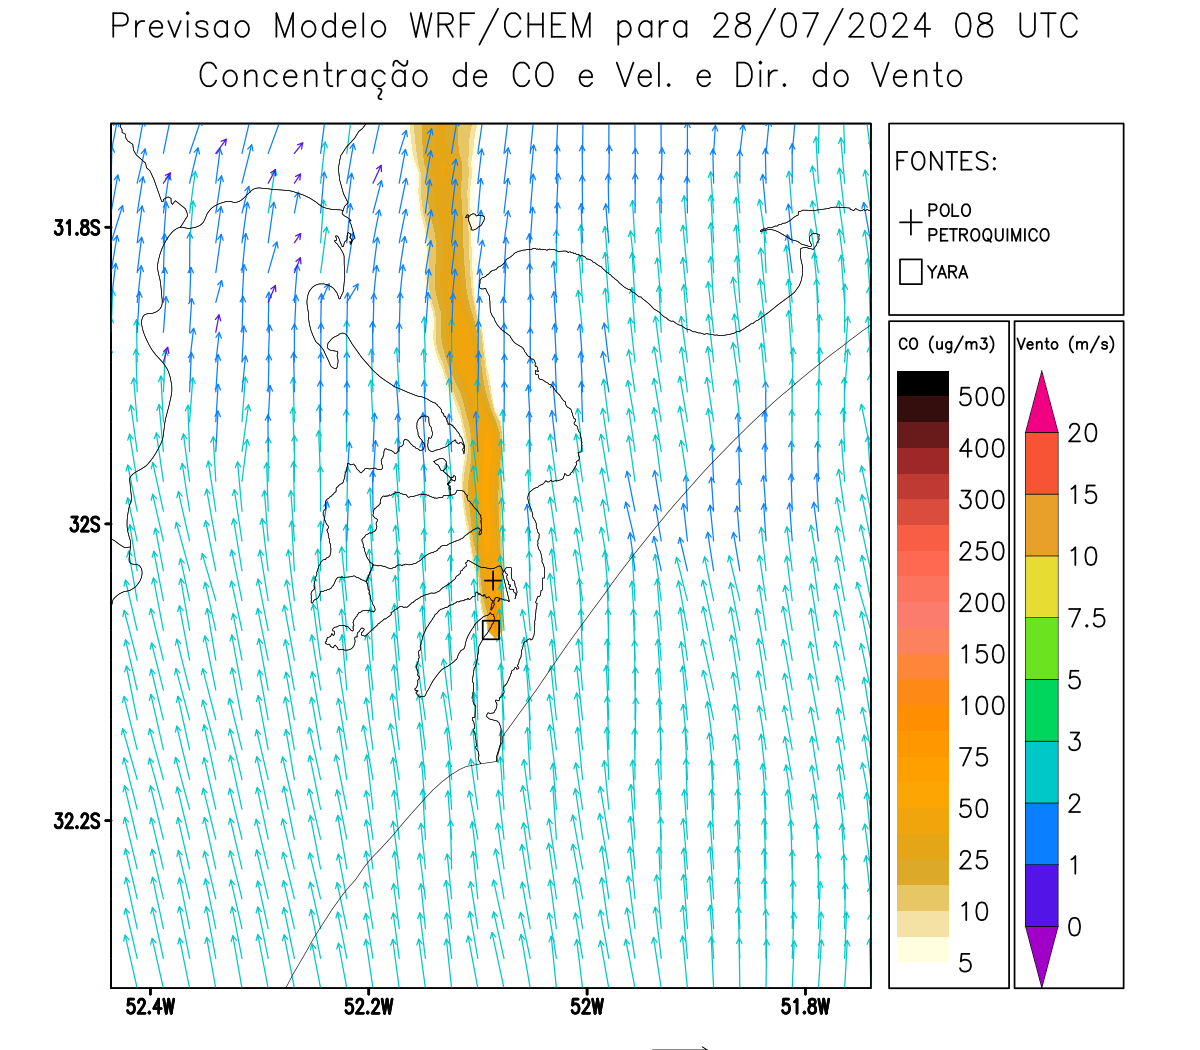 Previsao Modelo WRF/CHEM para 28/07/2024 08 UTC
Concentração de CO e Vel. e Dir. do Vento
FONTES:
POLO
PETROQUIMICO
YARA
CO (ug/m3)
500
400
300
250
200
150
100
75
50
25
10
5
Vento (m/s)
20
15
10
7.5
5
3
2
1
0
31.8S
32S
32.2S
52.4W
52.2W
52W
51.8W